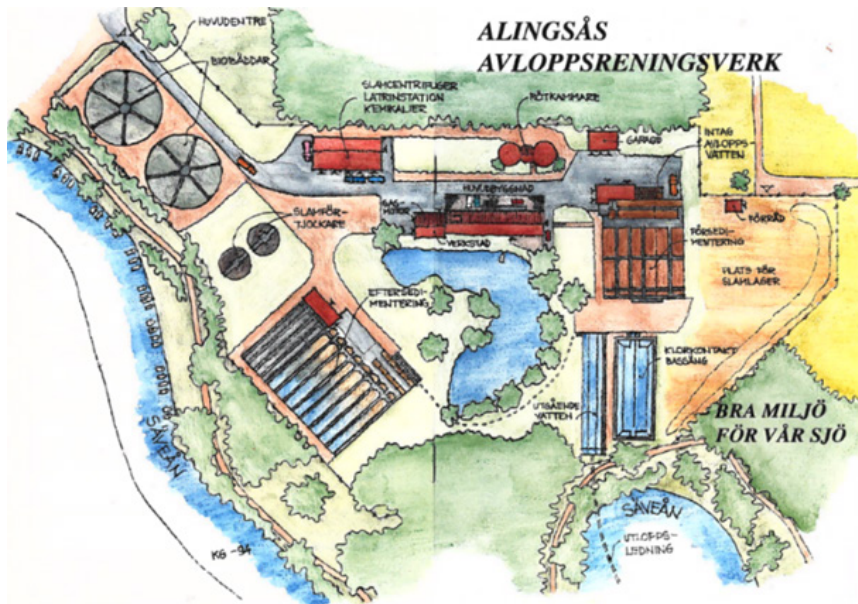 ALINGSÅS
AVLOPPSRENINGSVERK
HUVUDENTRE
BIOBÄDDAR
SLAMCENTRIFUGER
LATRINSTATION
KEMIKALIER
RÖTKAMMARE
GARAGE
INTAG
AVLOPPS-
VATTEN
HUVUDBYGGNAD
GAS-
MOTOR
VERKSTAD
SLAMFÖR-
TJOCKARE
FÖRRÅD
FÖRSEDI-
MENTERING
PLATS FÖR
SLAMLAGER
EFTERSEDI-
MENTERING
KLORKONTAKT
BASSÄNG
UTGÅENDE
VATTEN
BRA MILJÖ
FÖR VÅR SJÖ
SÄVEÅN
SÄVEÅN
UTLOPPS-
LEDNING
KG -94